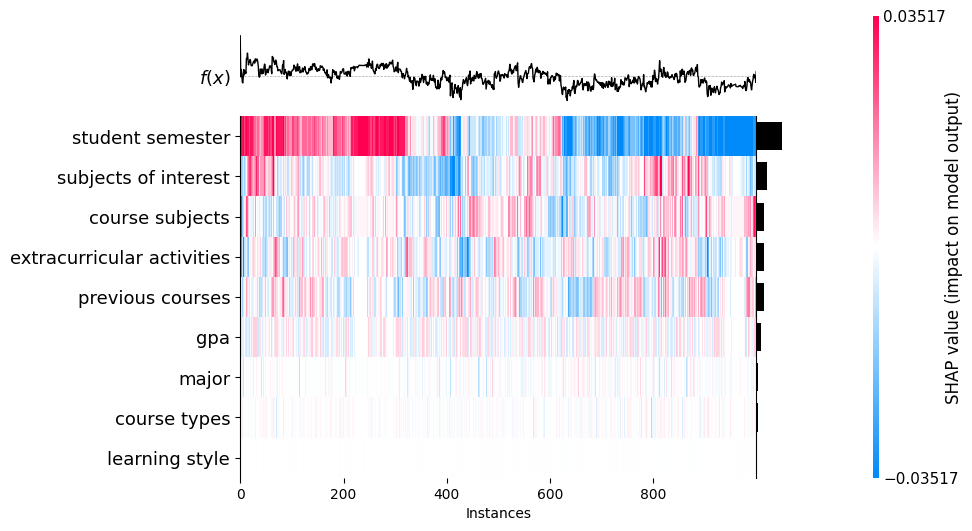 0.03517
f(x)
student semester
subjects of interest
course subjects
extracurricular activities
previous courses
gpa
major
course types
learning style
0 200 400 600 800
Instances
SHAP value (impact on model output)
−0.03517